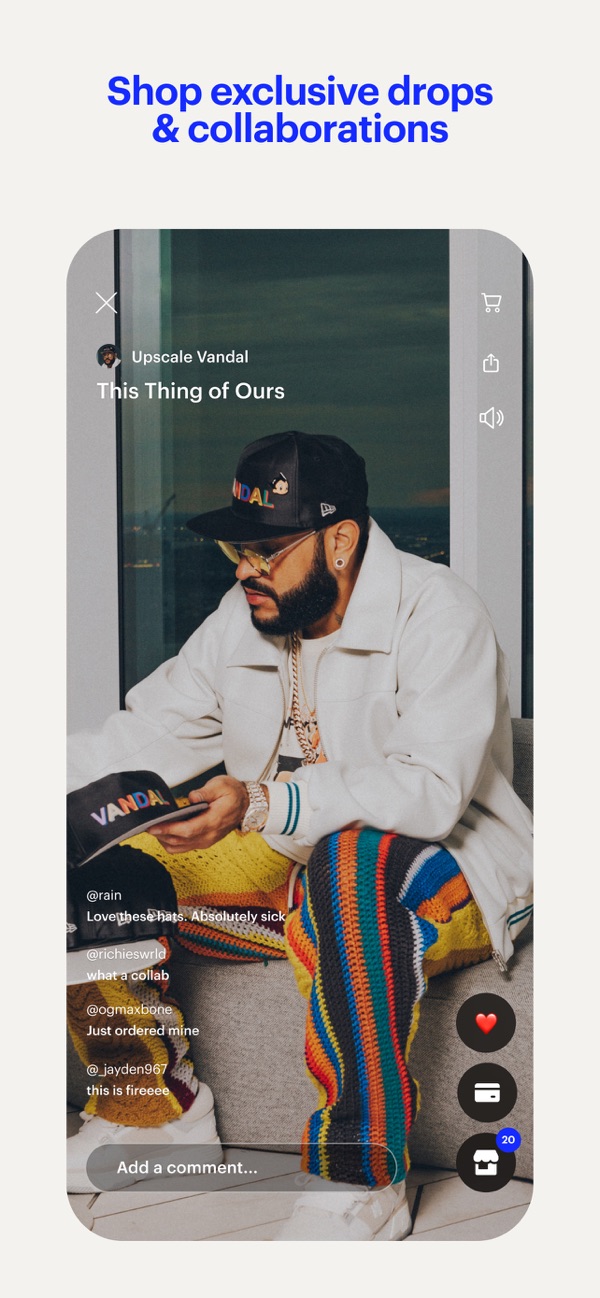 Shop exclusive drops
& collaborations
Upscale Vandal
This Thing of Ours
VANDAL
@rain
Love these hats. Absolutely sick
@richieswrld
what a collab
@ogmaxbone
Just ordered mine
@_jayden967
this is fireeee
20
Add a comment...